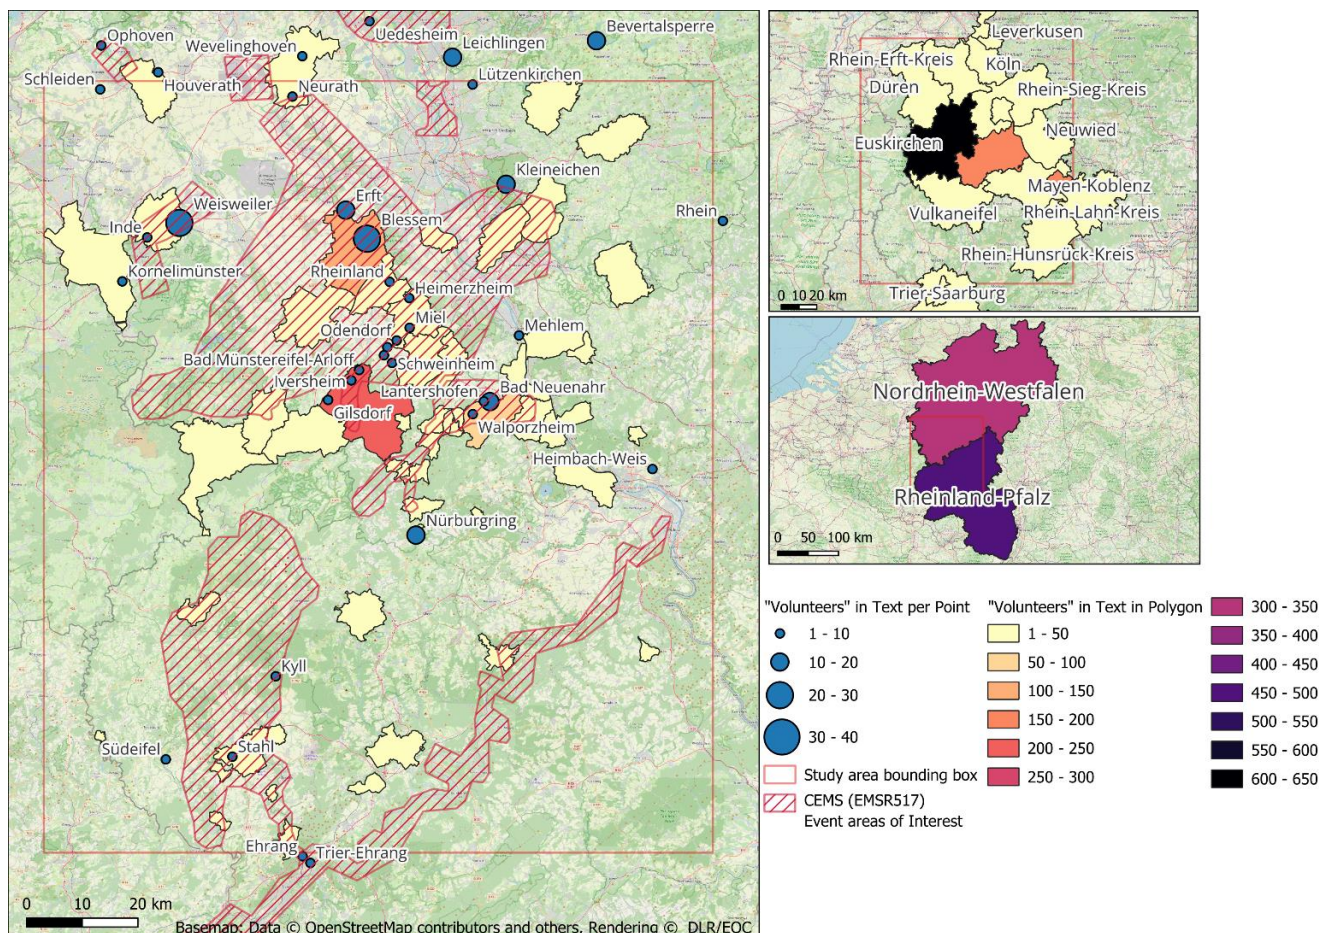 Ophoven
Wevelinghoven
Uedesheim
Leichlingen
Bevertalsperre
Schleiden
Houverath
Neurath
Lützenkirchen
Kleineichen
Weisweiler
Erft
Blessem
Rhein
Inde
Kornelimünster
Rheinland
Heimerzheim
Miel
Odendorf
Mehlem
Bad Münstereifel-Arloff
Schweinheim
Iversheim
Lantershofen
Bad Neuenahr
Gilsdorf
Walporzheim
Heimbach-Weis
Nürburgring
Kyll
Südeifel
Stahl
Ehrang
Trier-Ehrang
0 10 20 km
Basemap: Data © OpenStreetMap contributors and others, Rendering © DLR/EOC
Leverkusen
Rhein-Erft-Kreis
Köln
Düren
Rhein-Sieg-Kreis
Euskirchen
Neuwied
Mayen-Koblenz
Vulkaneifel
Rhein-Lahn-Kreis
Rhein-Hunsrück-Kreis
Trier-Saarburg
0 10 20 km
Nordrhein-Westfalen
Rheinland-Pfalz
0 50 100 km
"Volunteers" in Text per Point
1 - 10
10 - 20
20 - 30
30 - 40
Study area bounding box
CEMS (EMSR517)
Event areas of Interest
"Volunteers" in Text in Polygon
1 - 50
50 - 100
100 - 150
150 - 200
200 - 250
250 - 300
300 - 350
350 - 400
400 - 450
450 - 500
500 - 550
550 - 600
600 - 650